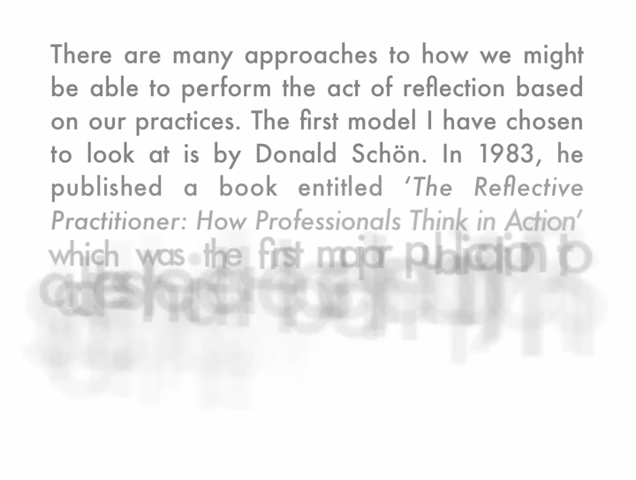 There are many approaches to how we might
be able to perform the act of reflection based
on our practices. The first model I have chosen
to look at is by Donald Schön. In 1983, he
published a book entitled ‘The Reflective
Practitioner: How Professionals Think in Action’
which was the first major publication to